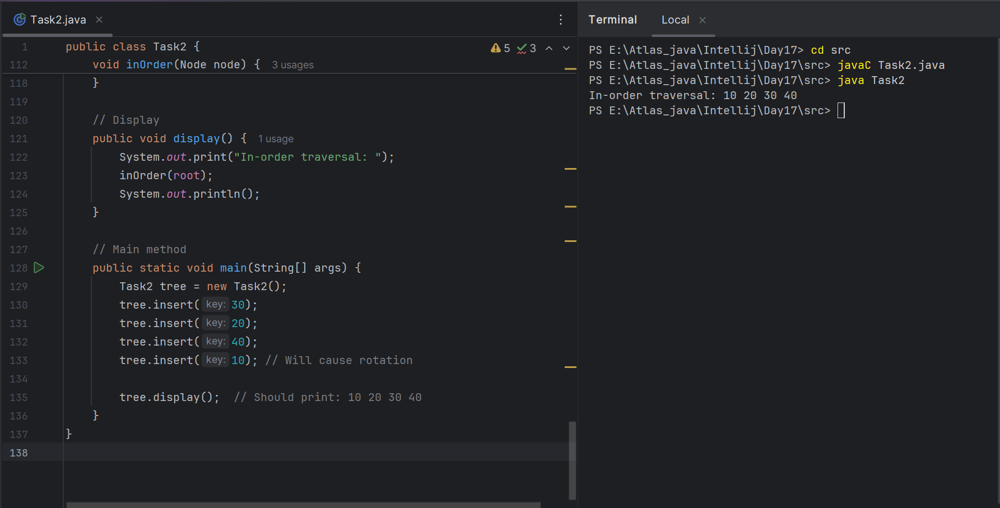 Task2.java
5 3
1 public class Task2 {
112 void inOrder(Node node) { 3 usages
118 }
119
120 // Display
121 public void display() { 1 usage
122 System.out.print("In-order traversal: ");
123 inOrder(root);
124 System.out.println();
125 }
126
127 // Main method
128 public static void main(String[] args) {
129 Task2 tree = new Task2();
130 tree.insert( key: 30);
131 tree.insert( key: 20);
132 tree.insert( key: 40);
133 tree.insert( key: 10); // Will cause rotation
134
135 tree.display(); // Should print: 10 20 30 40
136 }
137 }
138
Terminal Local
PS E:\Atlas_java\Intellij\Day17> cd src
PS E:\Atlas_java\Intellij\Day17\src> javaC Task2.java
PS E:\Atlas_java\Intellij\Day17\src> java Task2
In-order traversal: 10 20 30 40
PS E:\Atlas_java\Intellij\Day17\src>